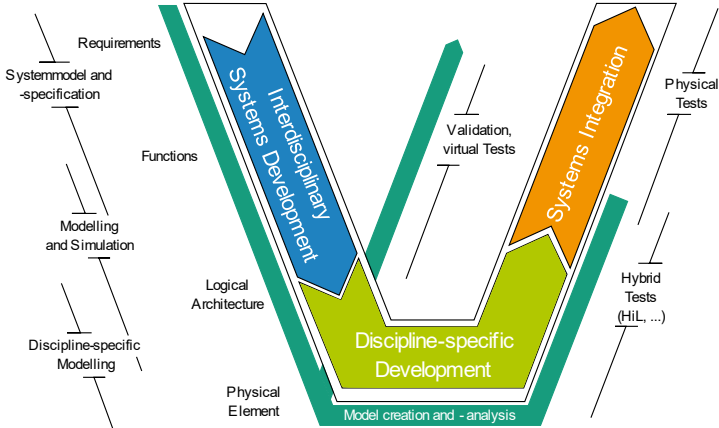 Requirements
Systemmodel and
-specification
Functions
Modelling
and Simulation
Logical
Architecture
Discipline-specific
Modelling
Physical
Element
Interdisciplinary
Systems Development
Validation,
virtual Tests
Systems Integration
Physical
Tests
Hybrid
Tests
(HiL, ...)
Discipline-specific
Development
Model creation and - analysis